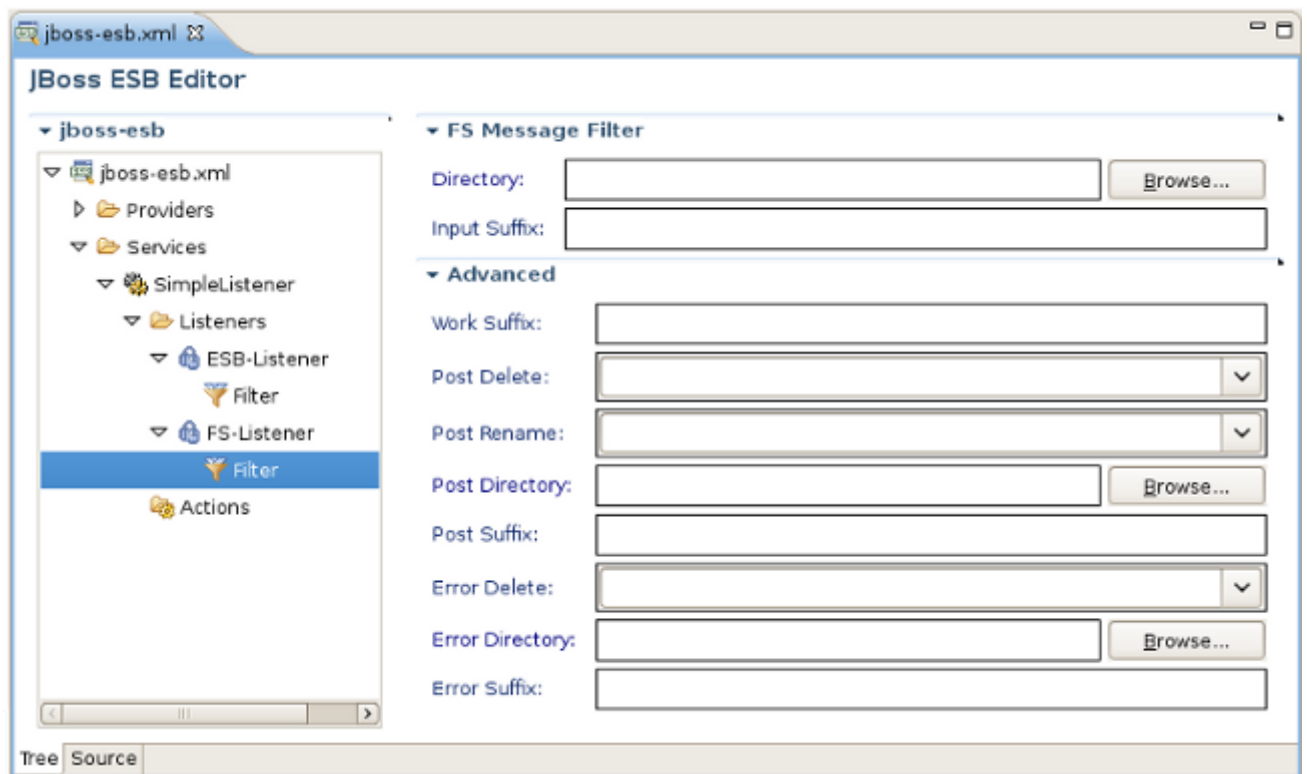 jboss-esb.xml
JBoss ESB Editor
jboss-esb
jboss-esb.xml
Providers
Services
SimpleListener
Listeners
ESB-Listener
Filter
FS-Listener
Filter
Actions
FS Message Filter
Directory:
Browse...
Input Suffix:
Advanced
Work Suffix:
Post Delete:
Post Rename:
Post Directory:
Browse...
Post Suffix:
Error Delete:
Error Directory:
Browse...
Error Suffix:
Tree Source